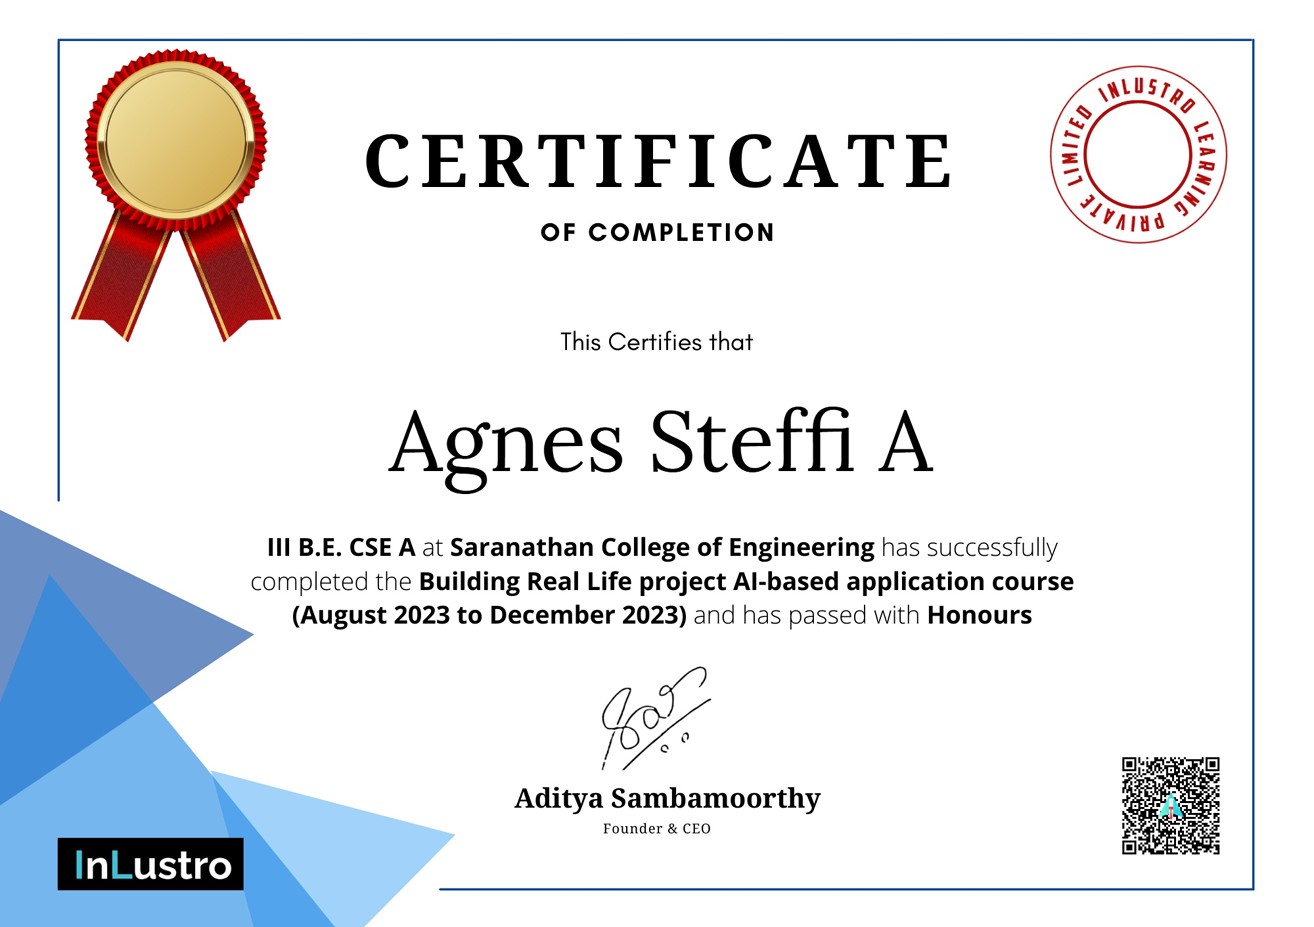 CERTIFICATE
OF COMPLETION
INLUSTRO LEARNING PRIVATE LIMITED
This Certifies that
Agnes Steffi A
III B.E. CSE A at Saranathan College of Engineering has successfully
completed the Building Real Life project AI-based application course
(August 2023 to December 2023) and has passed with Honours
Aditya Sambamoorthy
Founder & CEO
InLustro